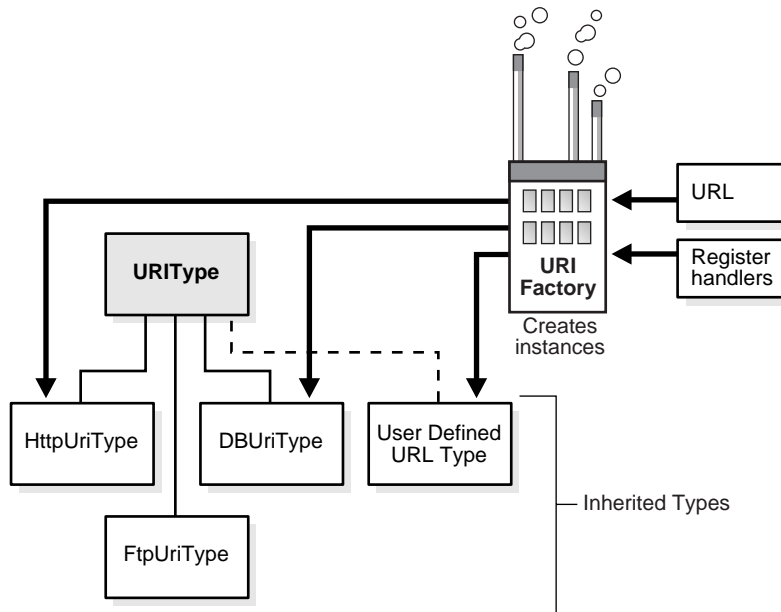 URL
Register
handlers
URIType
URI
Factory
Creates
instances
HttpUriType
DBUriType
User Defined
URL Type
Inherited Types
FtpUriType